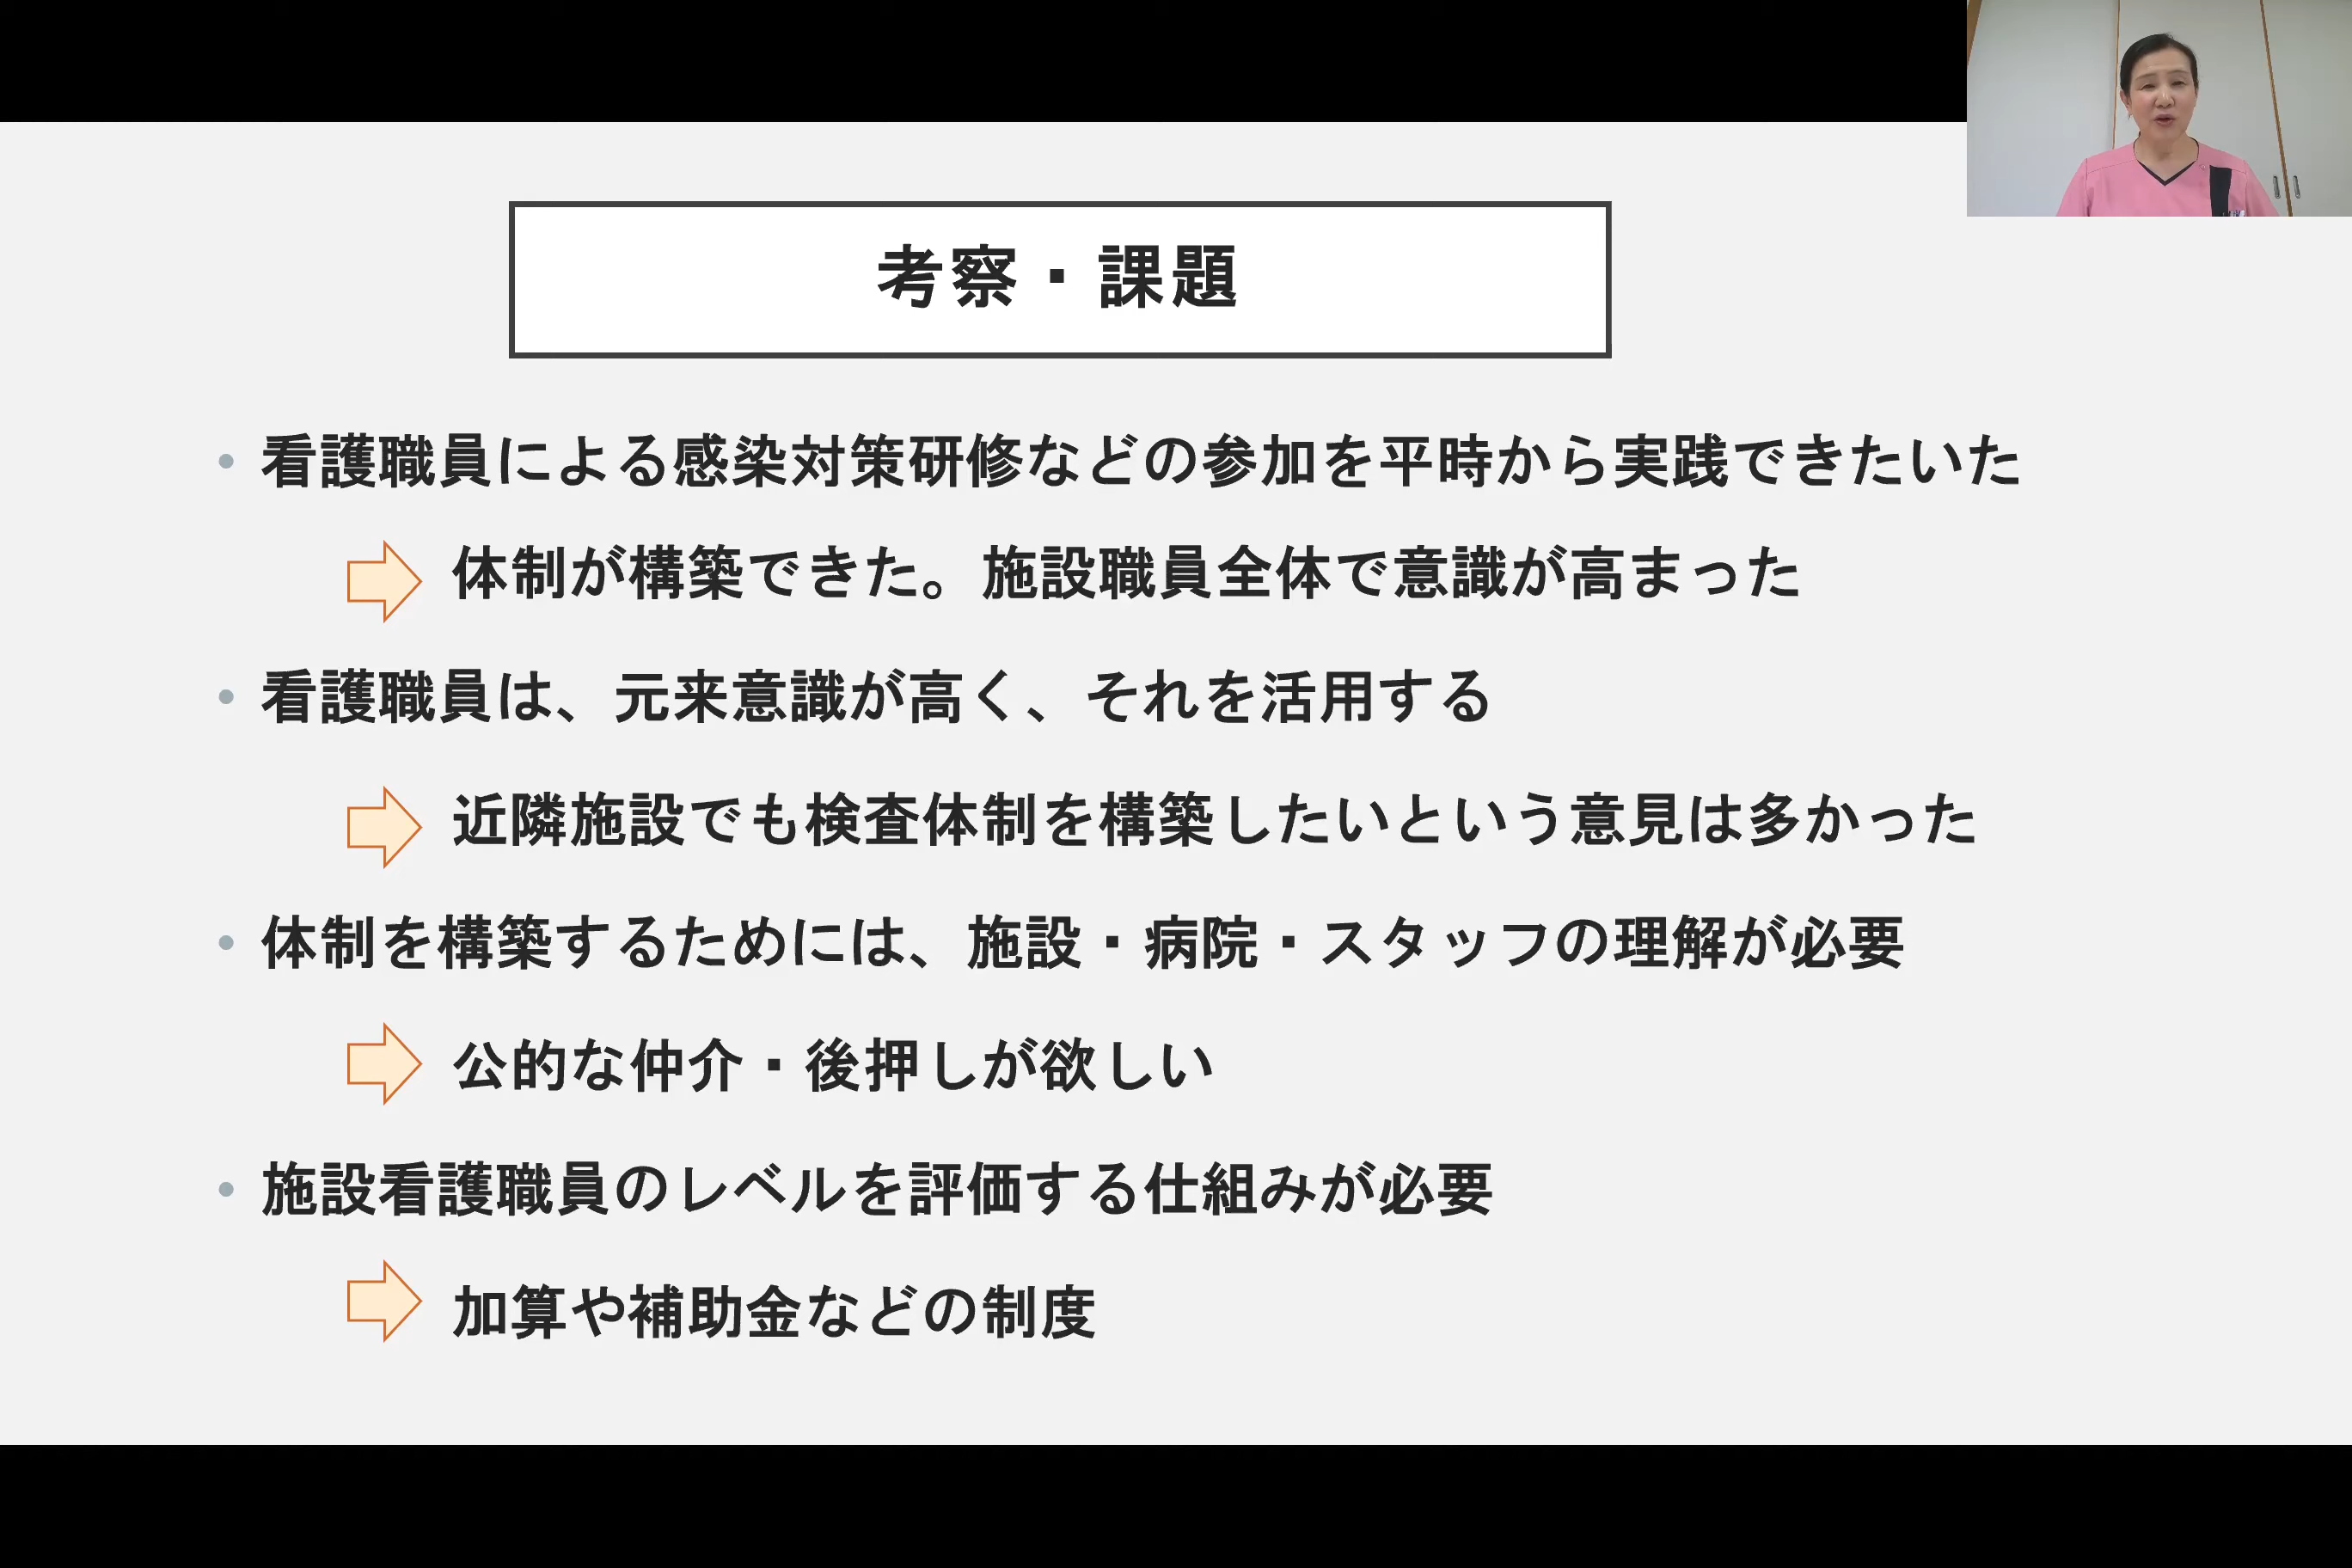 考察・課題
・看護職員による感染対策研修などの参加を平時から実践できたいた
体制が構築できた。施設職員全体で意識が高まった
・看護職員は、元来意識が高く、それを活用する
近隣施設でも検査体制を構築したいという意見は多かった
・体制を構築するためには、施設・病院・スタッフの理解が必要
公的な仲介・後押しが欲しい
・施設看護職員のレベルを評価する仕組みが必要
加算や補助金などの制度